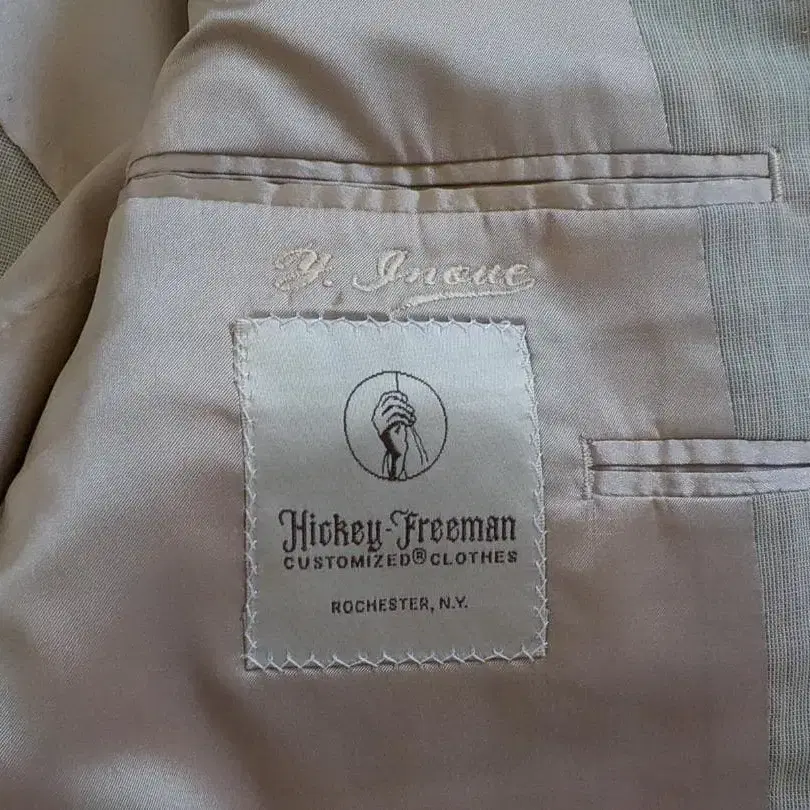 Y. Inoue
Hickey-Freeman
CUSTOMIZED® CLOTHES
ROCHESTER, N.Y.